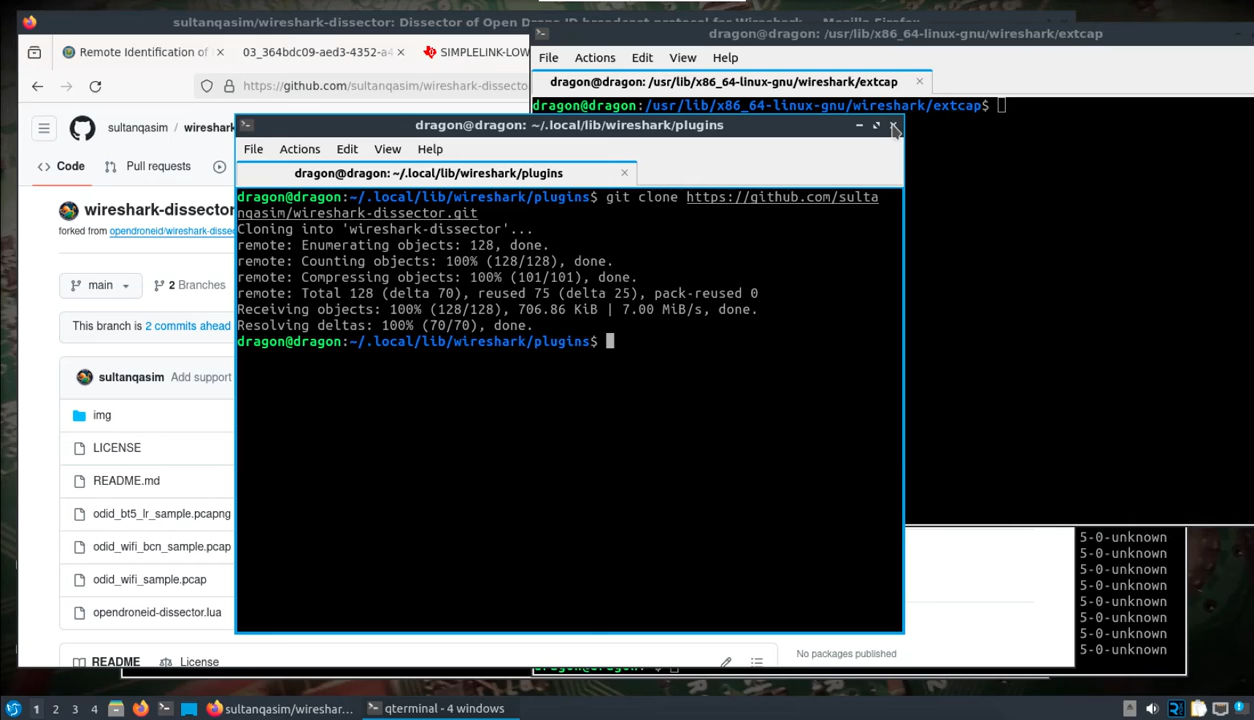 sultanqasim/wireshark-dissector: Dissector of Open Drone ID broadcast protocol for Wireshark — Mozilla Firefox
dragon@dragon: /usr/lib/x86_64-linux-gnu/wireshark/extcap
Remote Identification of
03_364bdc09-aed3-4352-a4
SIMPLELINK-LOW
File Actions Edit View Help
https://github.com/sultanqasim/wireshark-dissecto
dragon@dragon: /usr/lib/x86_64-linux-gnu/wireshark/extcap
dragon@dragon:/usr/lib/x86_64-linux-gnu/wireshark/extcap$
sultanqasim / wireshark
dragon@dragon: ~/.local/lib/wireshark/plugins
File Actions Edit View Help
Code Pull requests
dragon@dragon: ~/.local/lib/wireshark/plugins
dragon@dragon:~/.local/lib/wireshark/plugins$ git clone https://github.com/sulta
nqasim/wireshark-dissector.git
Cloning into 'wireshark-dissector'...
remote: Enumerating objects: 128, done.
remote: Counting objects: 100% (128/128), done.
remote: Compressing objects: 100% (101/101), done.
remote: Total 128 (delta 70), reused 75 (delta 25), pack-reused 0
Receiving objects: 100% (128/128), 706.86 KiB | 7.00 MiB/s, done.
Resolving deltas: 100% (70/70), done.
dragon@dragon:~/.local/lib/wireshark/plugins$
wireshark-dissector
forked from opendroneid/wireshark-dissec
main 2 Branches
This branch is 2 commits ahead
sultanqasim Add support
img
LICENSE
README.md
odid_bt5_lr_sample.pcapng
odid_wifi_bcn_sample.pcap
odid_wifi_sample.pcap
opendroneid-dissector.lua
README License
No packages published
5-0-unknown
5-0-unknown
5-0-unknown
5-0-unknown
5-0-unknown
5-0-unknown
5-0-unknown
5-0-unknown
1 2 3 4 sultanqasim/wireshar... qterminal - 4 windows